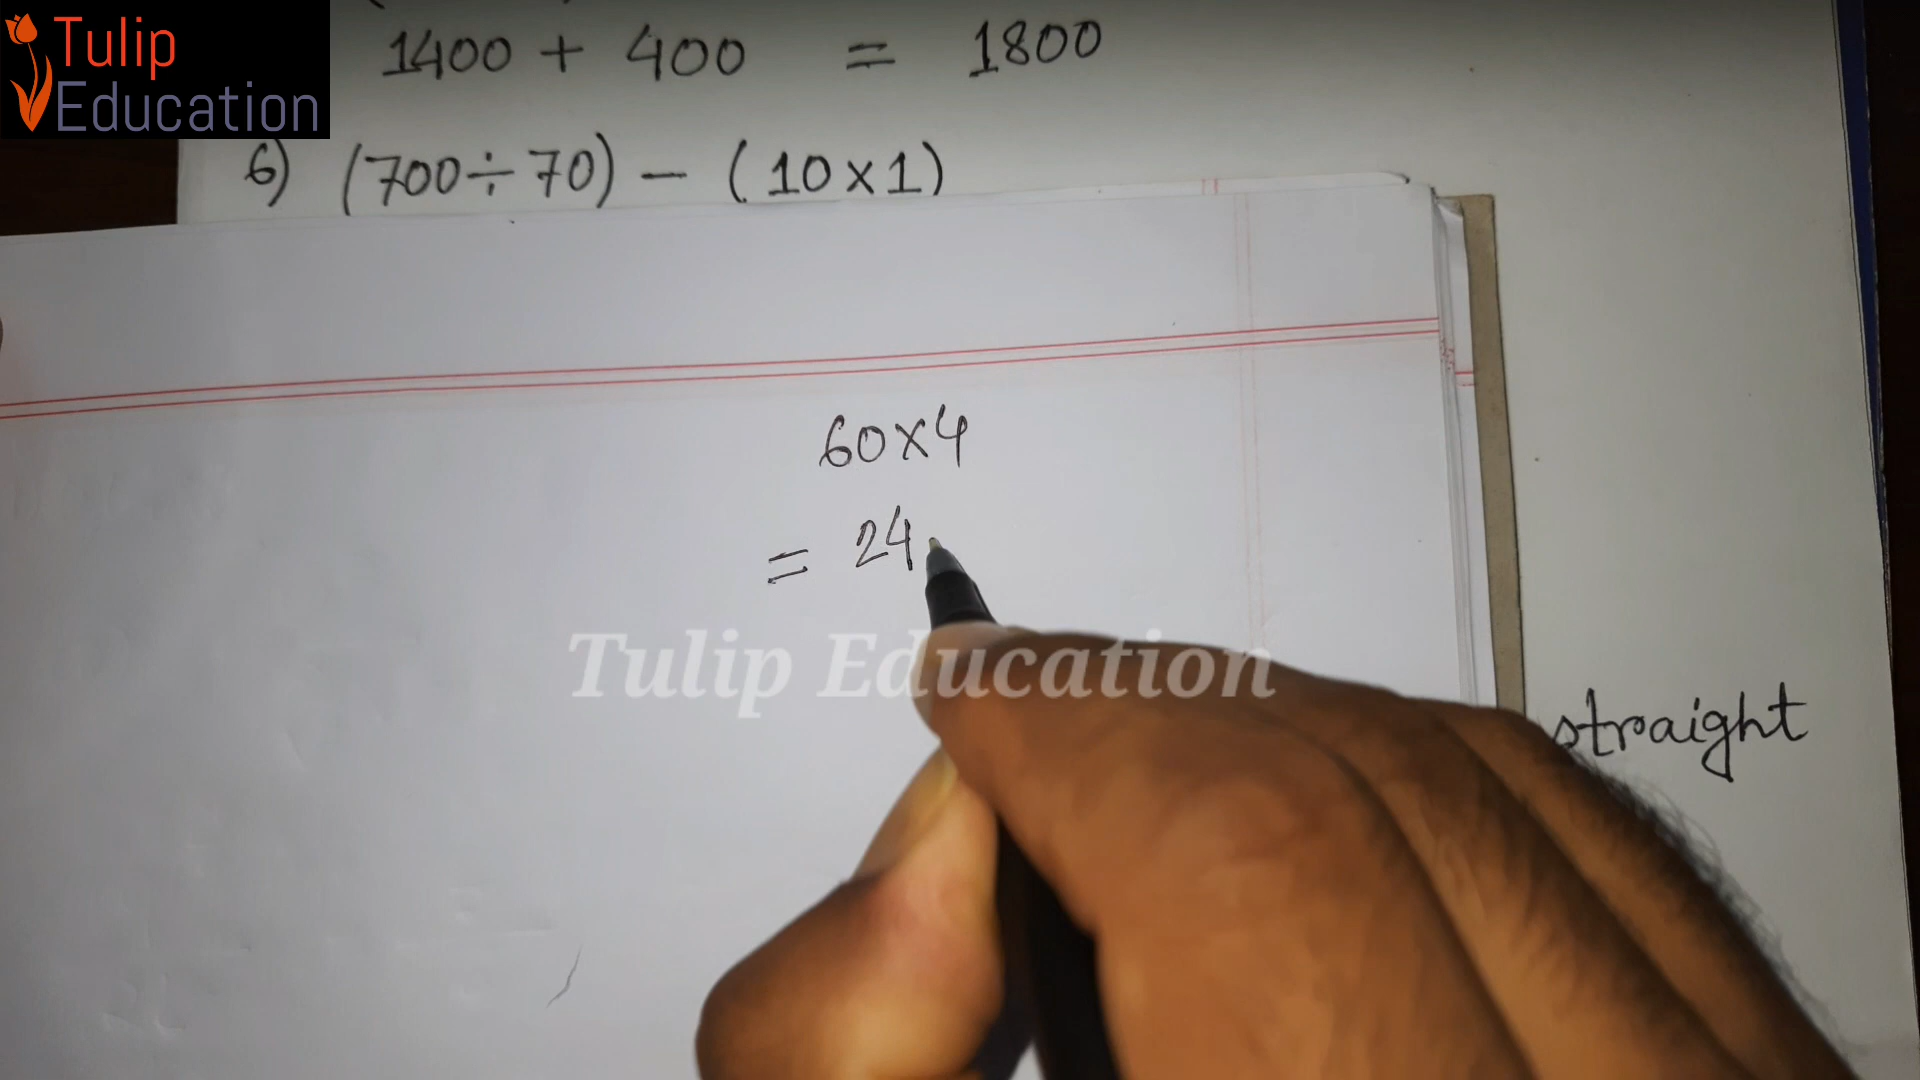 Tulip
Education
1400 + 400 = 1800
6) (700÷70) - (10×1)
60×4
= 24
Tulip Education
straight